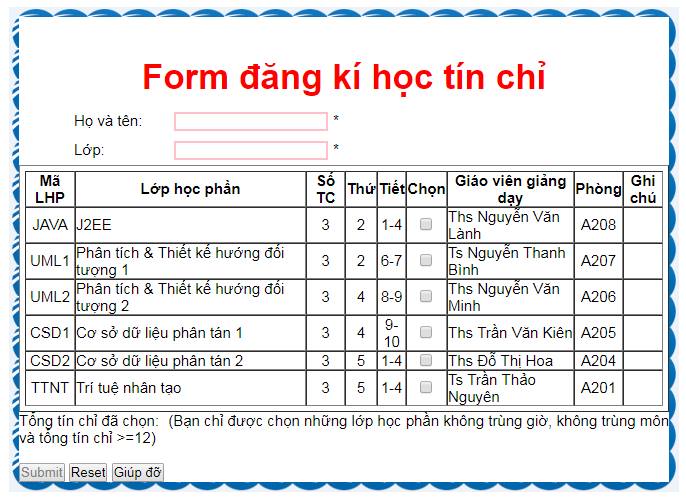 Form đăng kí học tín chỉ
Họ và tên: *
Lớp: *
Mã LHP Lớp học phần Số TC Thứ Tiết Chọn Giáo viên giảng dạy Phòng Ghi chú
JAVA J2EE 3 2 1-4 Ths Nguyễn Văn Lành A208
UML1 Phân tích & Thiết kế hướng đối tượng 1 3 2 6-7 Ts Nguyễn Thanh Bình A207
UML2 Phân tích & Thiết kế hướng đối tượng 2 3 4 8-9 Ths Nguyễn Văn Minh A206
CSD1 Cơ sở dữ liệu phân tán 1 3 4 9-10 Ths Trần Văn Kiên A205
CSD2 Cơ sở dữ liệu phân tán 2 3 5 1-4 Ths Đỗ Thị Hoa A204
TTNT Trí tuệ nhân tạo 3 5 1-4 Ts Trần Thảo Nguyên A201
Tổng tín chỉ đã chọn: (Bạn chỉ được chọn những lớp học phần không trùng giờ, không trùng môn
và tổng tín chỉ >=12)
Submit Reset Giúp đỡ